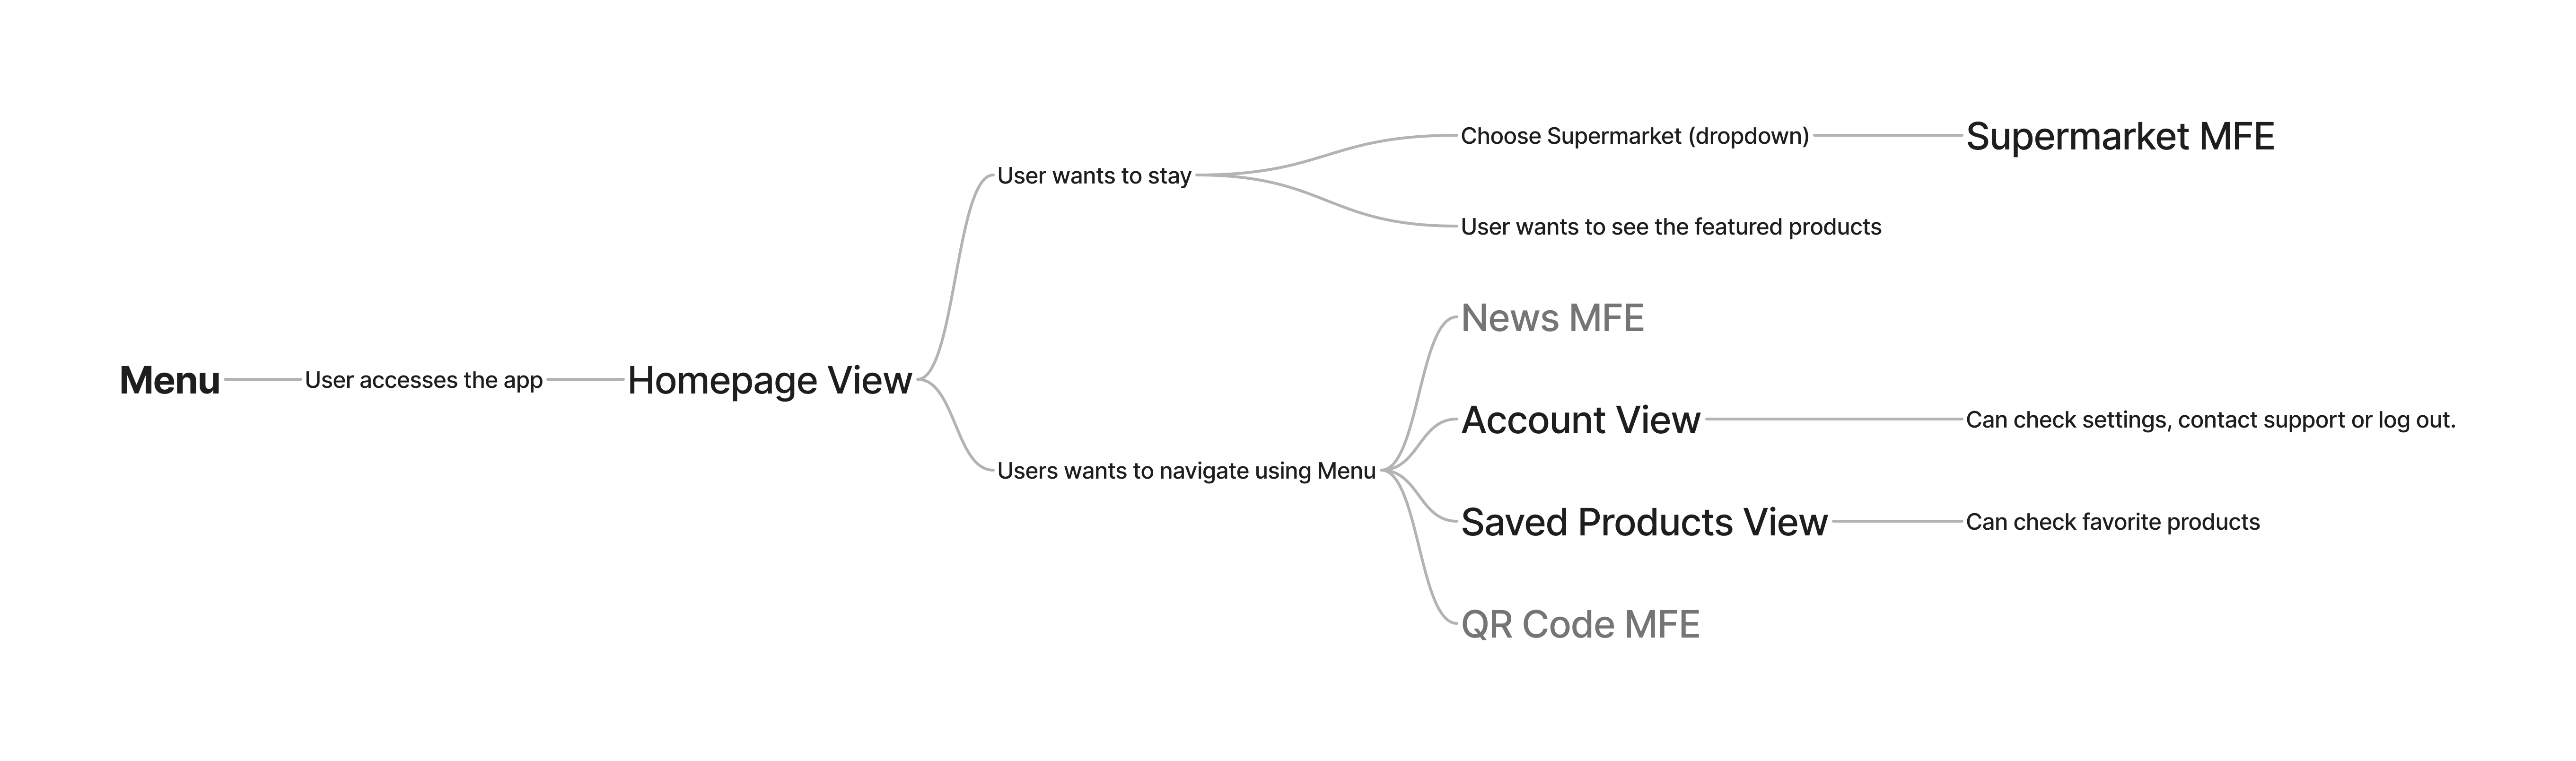 Menu
User accesses the app
Homepage View
User wants to stay
Choose Supermarket (dropdown)
Supermarket MFE
User wants to see the featured products
Users wants to navigate using Menu
News MFE
Account View
Can check settings, contact support or log out.
Saved Products View
Can check favorite products
QR Code MFE